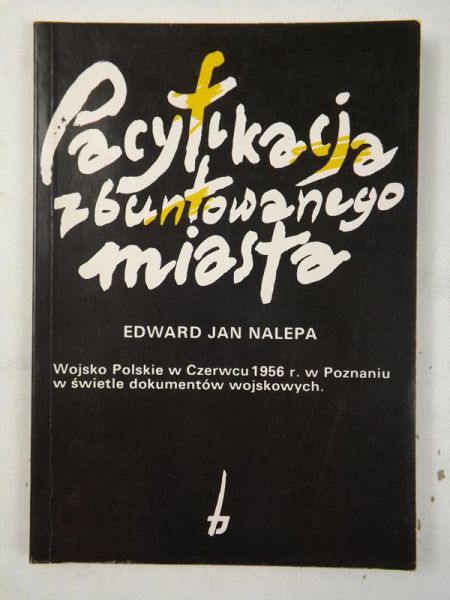 Pacyfikacja
zbuntowanego
miasta
EDWARD JAN NALEPA
Wojsko Polskie w Czerwcu 1956 r. w Poznaniu
w świetle dokumentów wojskowych.